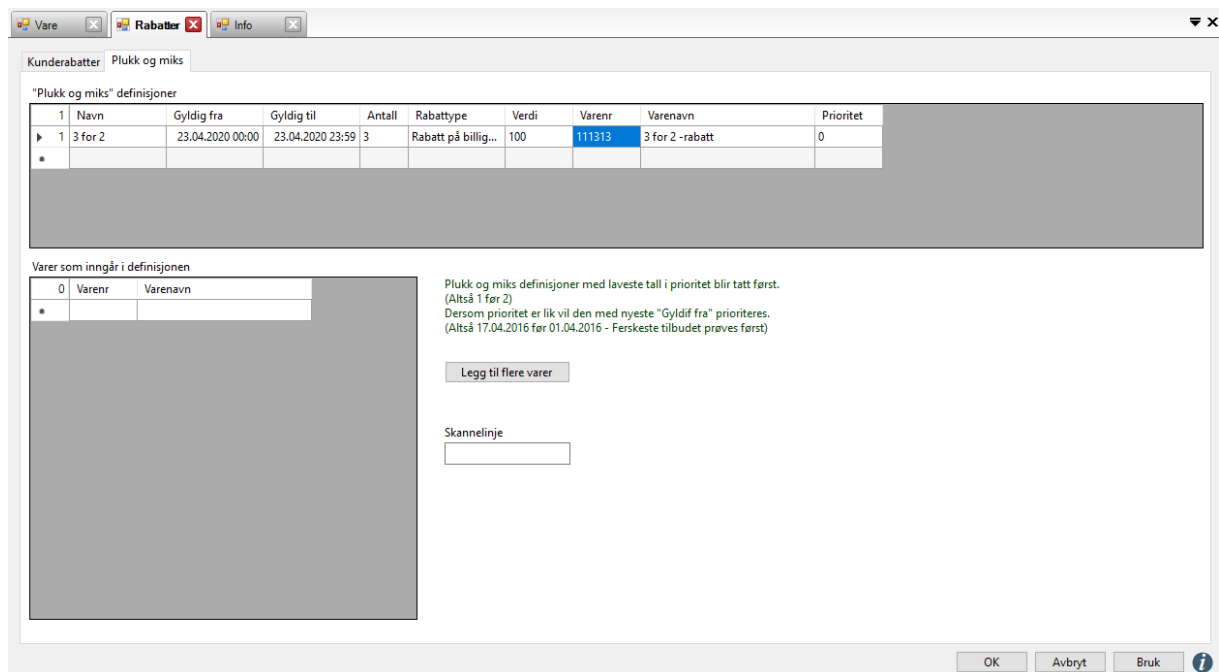 Vare Rabatter Info
Kunderabatter Plukk og miks
"Plukk og miks" definisjoner
1 Navn Gyldig fra Gyldig til Antall Rabattype Verdi Varenr Varenavn Prioritet
1 3 for 2 23.04.2020 00:00 23.04.2020 23:59 3 Rabatt på billig... 100 111313 3 for 2 -rabatt 0
Varer som inngår i definisjonen
0 Varenr Varenavn
Plukk og miks definisjoner med laveste tall i prioritet blir tatt først.
(Altså 1 før 2)
Dersom prioritet er lik vil den med nyeste "Gyldif fra" prioriteres.
(Altså 17.04.2016 før 01.04.2016 - Ferskeste tilbudet prøves først)
Legg til flere varer
Skannelinje
OK Avbryt Bruk